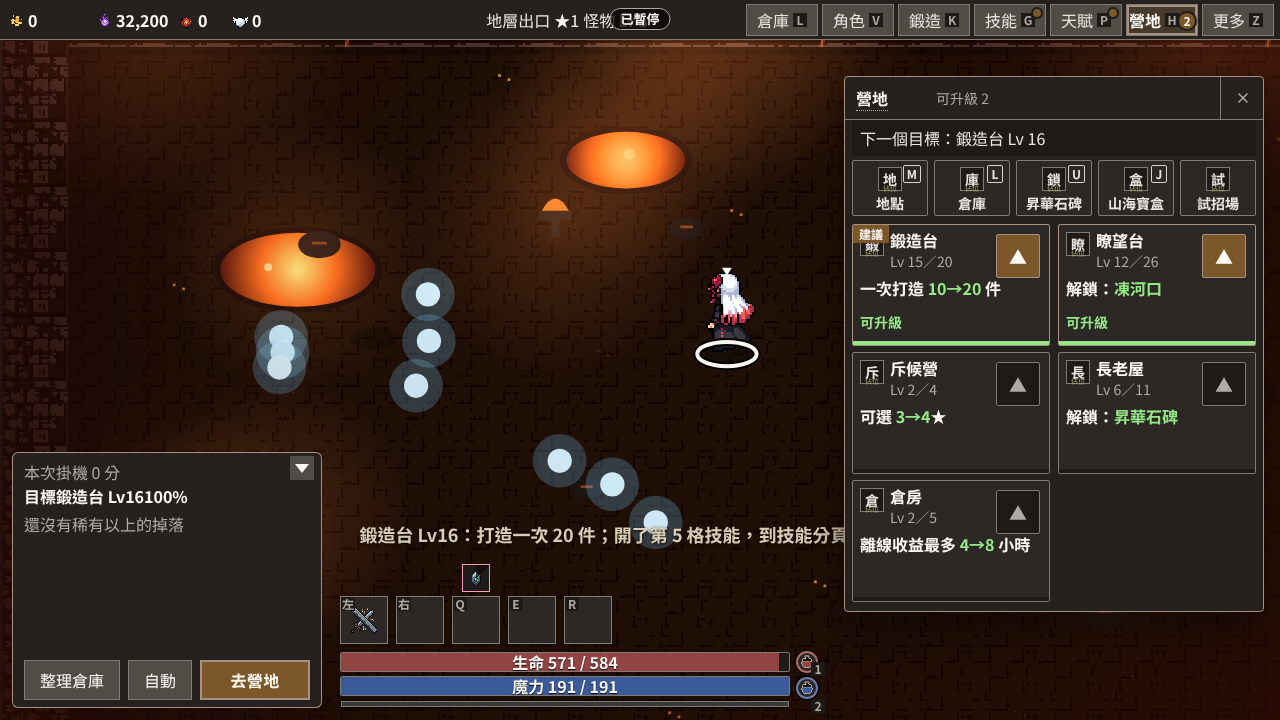 0
32,200
0
0
地層出口 ★1 怪物
已暫停
倉庫 L
角色 V
鍛造 K
技能 G
天賦 P
營地 H 2
更多 Z
營地
可升級 2
×
下一個目標：鍛造台 Lv 16
地 M
地點
庫 L
倉庫
鎖 U
昇華石碑
盒 J
山海寶盒
試
試招場
建議
鍛造台
Lv 15／20
一次打造 10→20 件
可升級
瞭
瞭望台
Lv 12／26
解鎖：凍河口
可升級
斥
斥候營
Lv 2／4
可選 3→4★
長
長老屋
Lv 6／11
解鎖：昇華石碑
倉
倉房
Lv 2／5
離線收益最多 4→8 小時
本次掛機 0 分
目標鍛造台 Lv16100%
還沒有稀有以上的掉落
整理倉庫
自動
去營地
鍛造台 Lv16：打造一次 20 件；開了第 5 格技能，到技能分頁
左
右
Q
E
R
生命 571 / 584
1
魔力 191 / 191
2